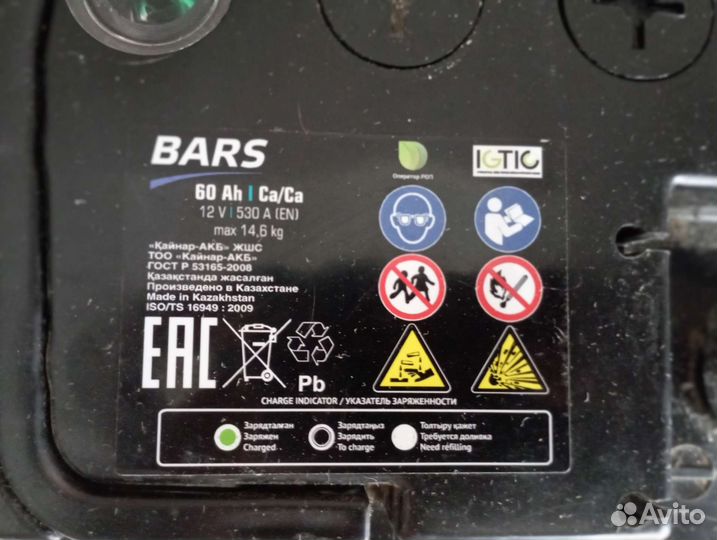 BARS
60 Ah | Ca/Ca
12 V | 530 A (EN)
max 14,6 kg
Оператор РОП
IGTIC
«Қайнар-АКБ» ЖШС
ТОО «Кайнар-АКБ»
ГОСТ Р 53165-2008
Қазақстанда жасалған
Произведено в Казахстане
Made in Kazakhstan
ISO/TS 16949 : 2009
EAC
Pb
CHARGE INDICATOR / УКАЗАТЕЛЬ ЗАРЯЖЕННОСТИ
Зарядталған
Заряжен
Charged
Зарядтаңыз
Зарядить
To charge
Толтыру қажет
Требуется доливка
Need refilling
Avito